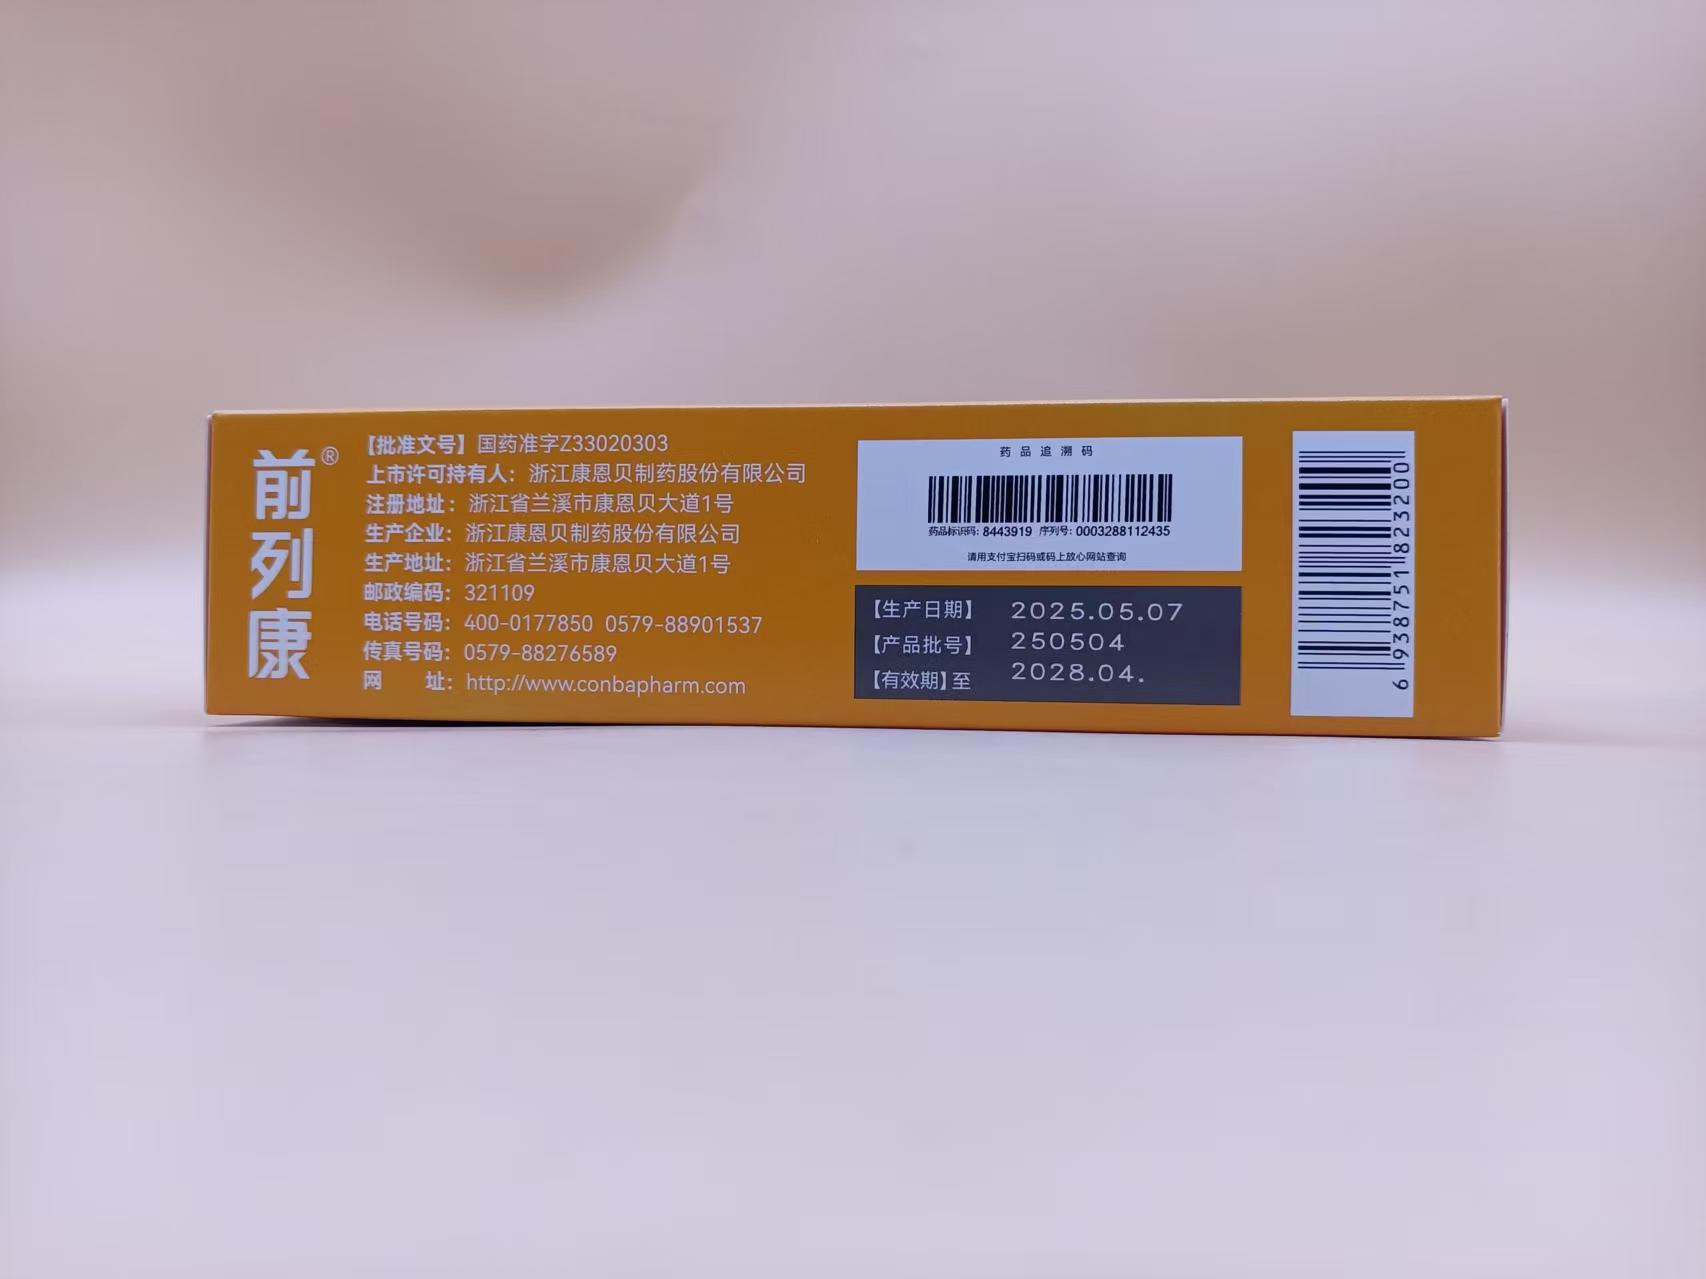 前列康®
【批准文号】国药准字Z33020303
上市许可持有人：浙江康恩贝制药股份有限公司
注册地址：浙江省兰溪市康恩贝大道1号
生产企业：浙江康恩贝制药股份有限公司
生产地址：浙江省兰溪市康恩贝大道1号
邮政编码：321109
电话号码：400-0177850 0579-88901537
传真号码：0579-88276589
网 址：http://www.conbapharm.com
药品追溯码
药品标识码：8443919 序列号：0003288112435
请用支付宝扫码或码上放心网站查询
【生产日期】 2025.05.07
【产品批号】 250504
【有效期】至 2028.04.
6 938751 823200